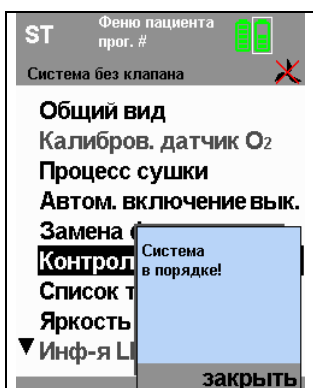 ST
Феню пациента
прог. #
Система без клапана
Общий вид
Калибров. датчик O₂
Процесс сушки
Автом. включение вык.
Замена
Контрол
Система
в порядке!
Список т
Яркость
Инф-я LI
закрыть